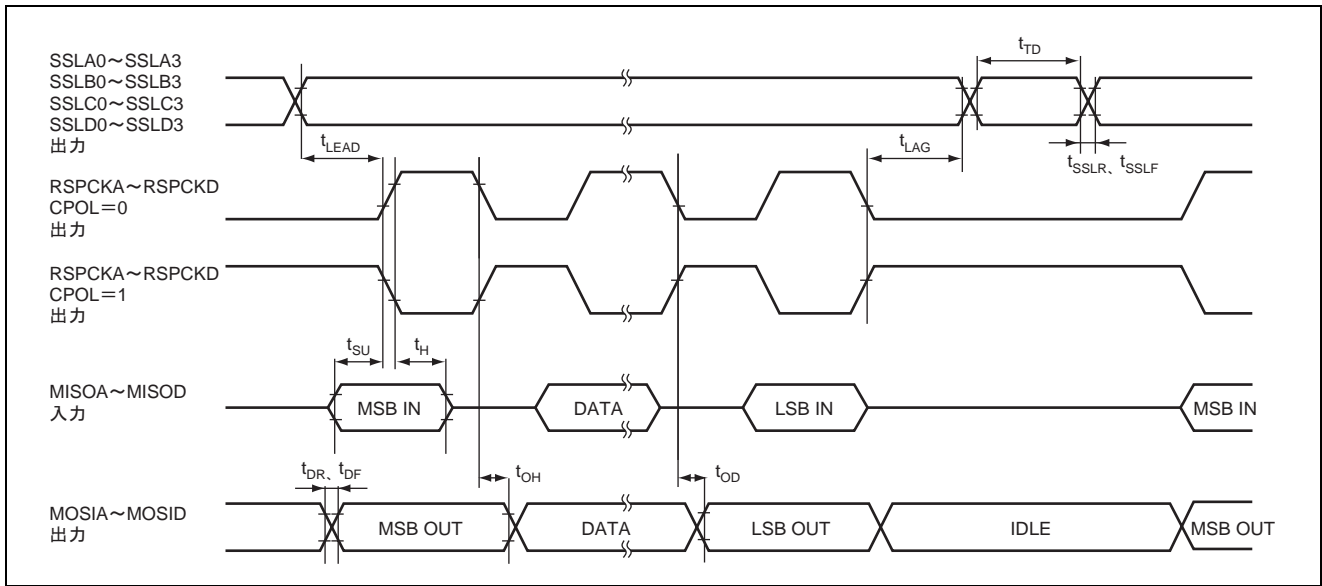 SSLA0～SSLA3
SSLB0～SSLB3
SSLC0～SSLC3
SSLD0～SSLD3
出力
tTD
tLEAD
tLAG
tSSLR、tSSLF
RSPCKA～RSPCKD
CPOL＝0
出力
RSPCKA～RSPCKD
CPOL＝1
出力
tSU
tH
MISOA～MISOD
入力
MSB IN
DATA
LSB IN
MSB IN
tDR、tDF
tOH
tOD
MOSIA～MOSID
出力
MSB OUT
DATA
LSB OUT
IDLE
MSB OUT